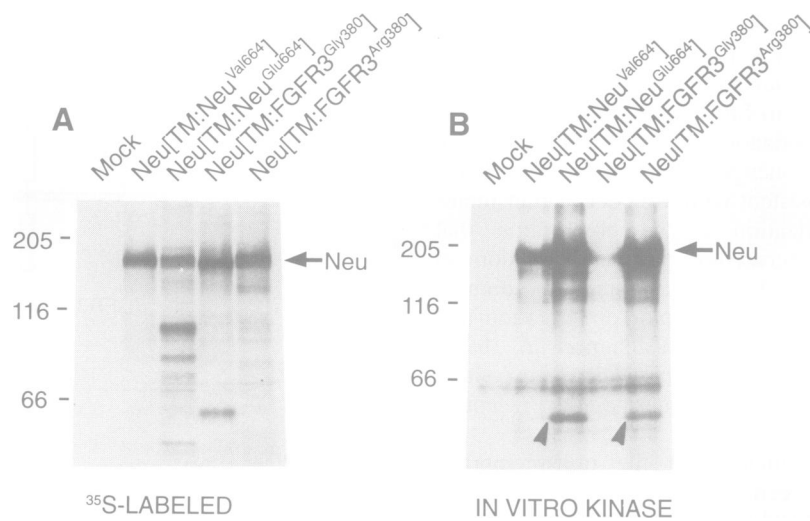 A
Mock
Neu[TM:Neu^Val664]
Neu[TM:Neu^Glu664]
Neu[TM:FGFR3^Gly380]
Neu[TM:FGFR3^Arg380]
205
116
66
Neu
³⁵S-LABELED
B
Mock
Neu[TM:Neu^Val664]
Neu[TM:Neu^Glu664]
Neu[TM:FGFR3^Gly380]
Neu[TM:FGFR3^Arg380]
205
116
66
Neu
IN VITRO KINASE